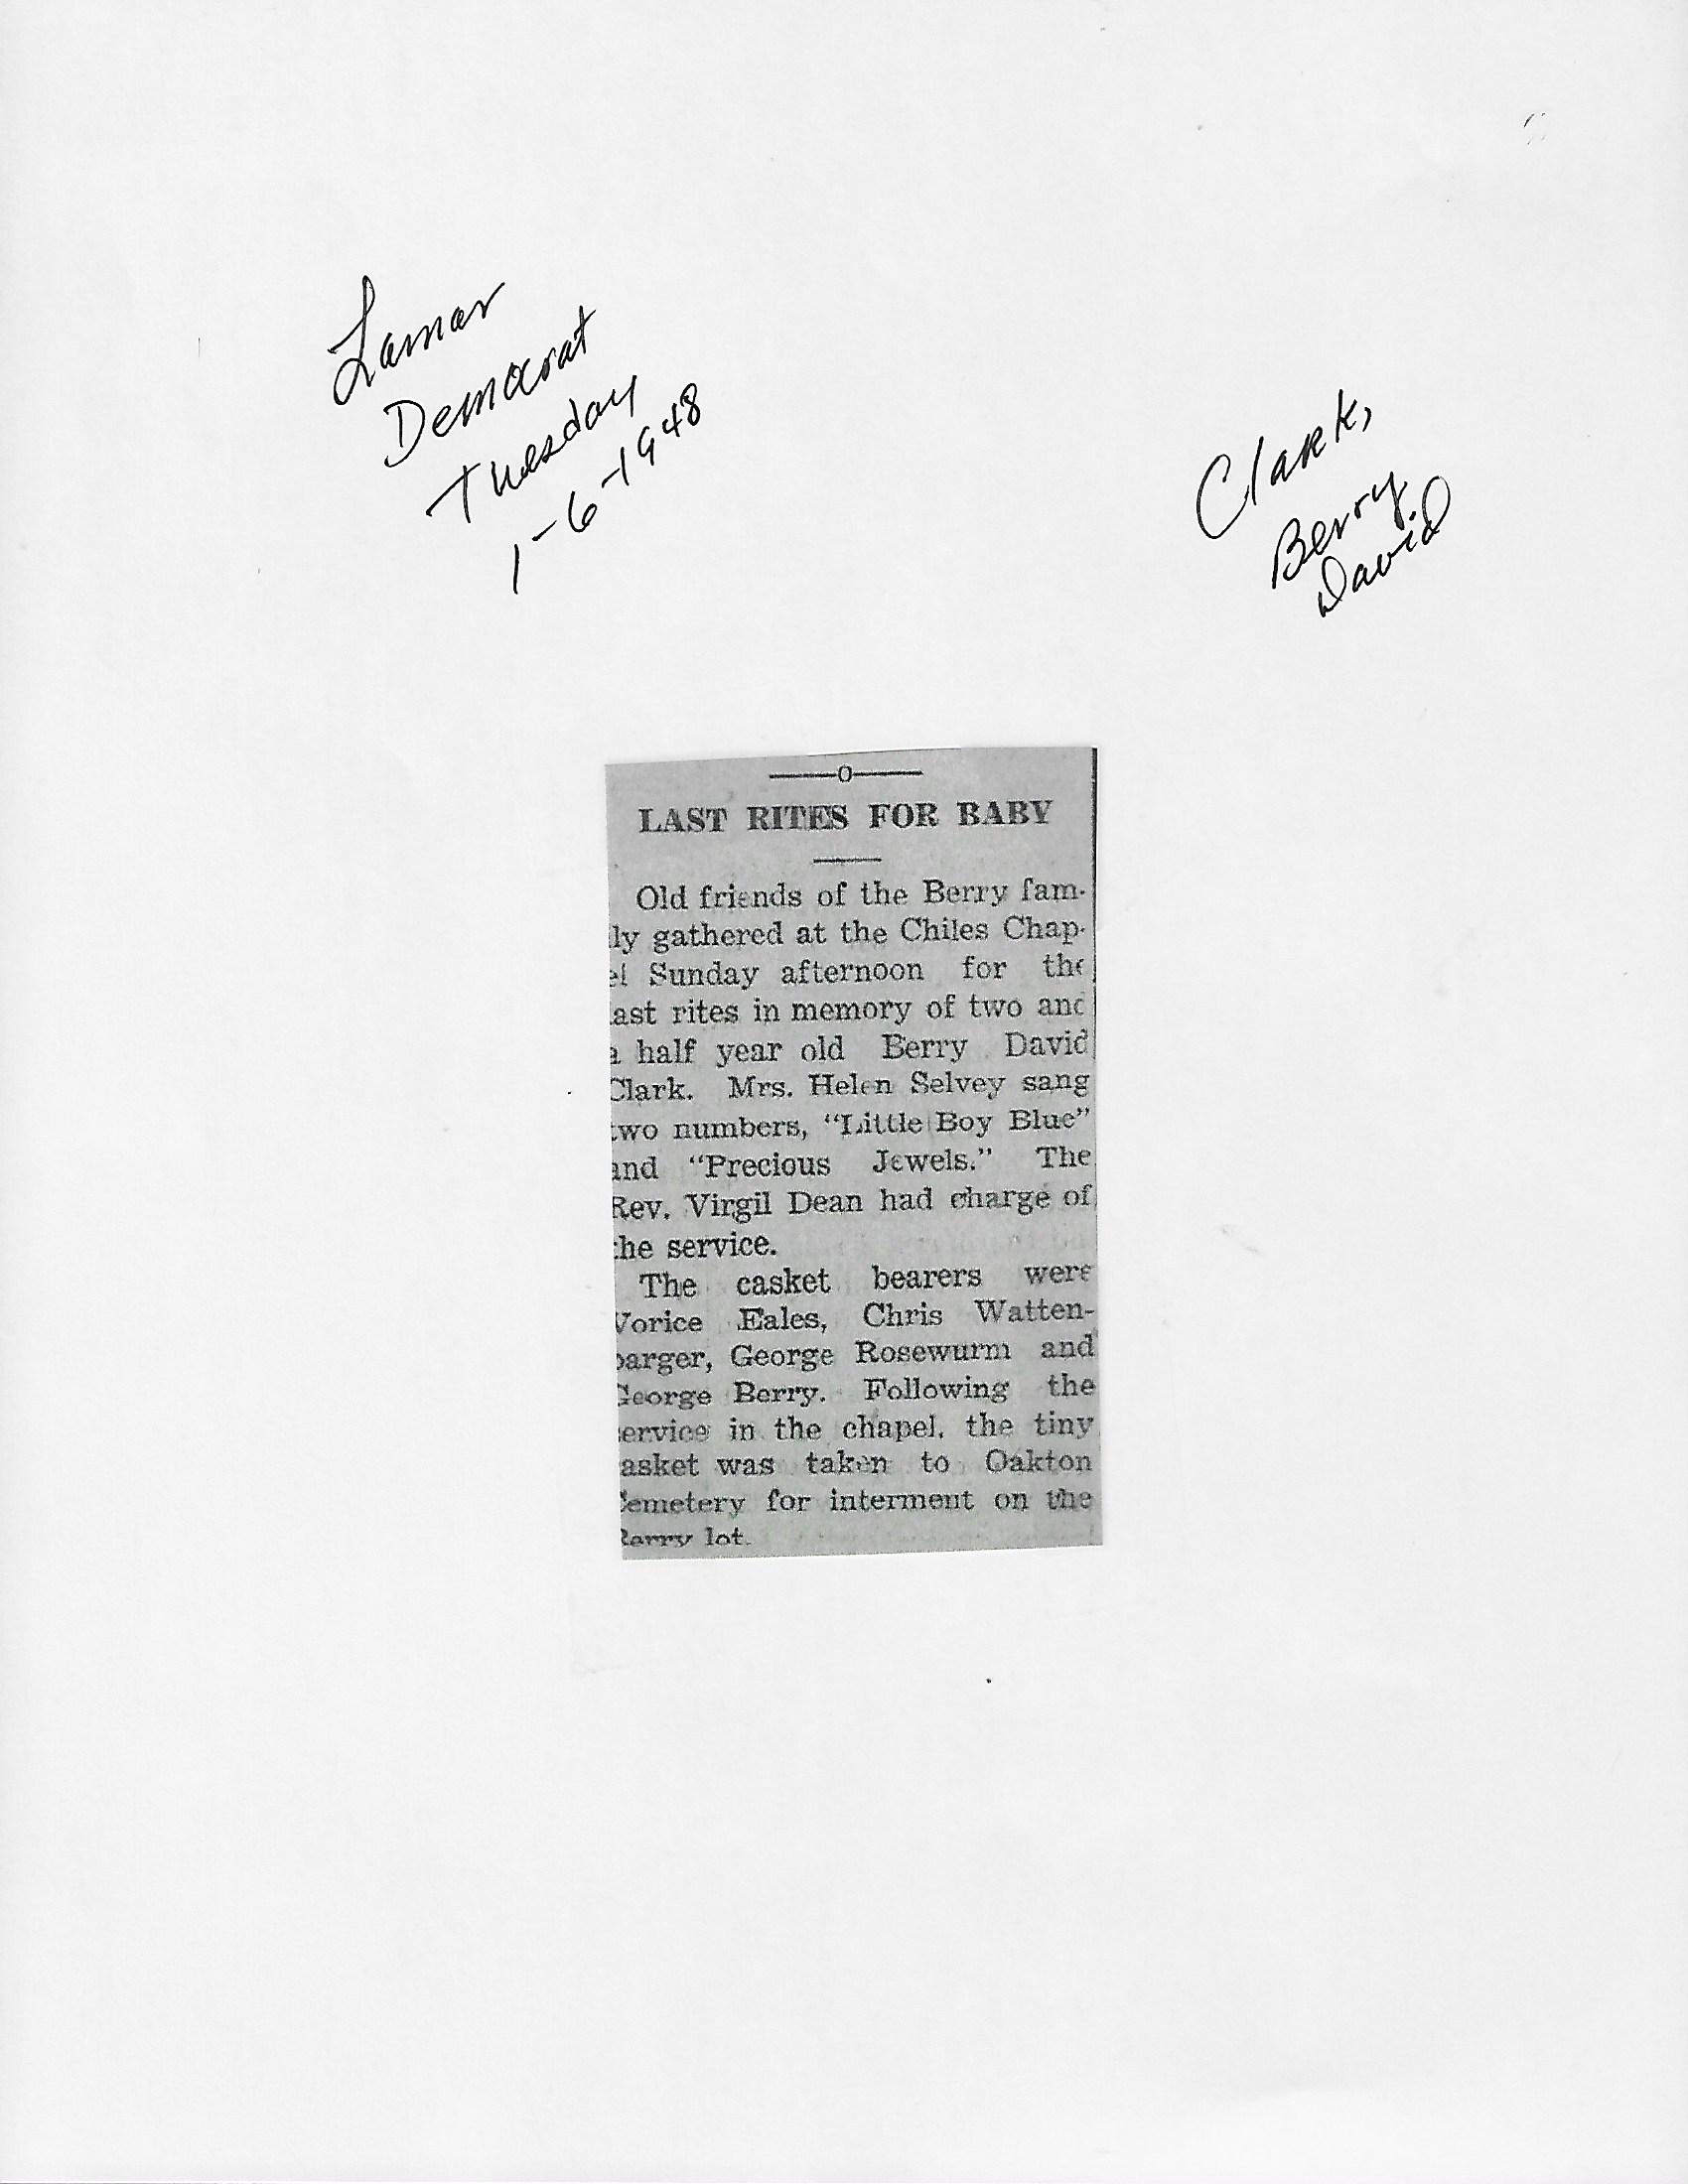 Lamar
Democrat
Tuesday
1-6-1948
Clark,
Berry
David
O
LAST RITES FOR BABY
Old friends of the Berry fam-
ly gathered at the Chiles Chap-
el Sunday afternoon for the
ast rites in memory of two and
a half year old Berry David
Clark. Mrs. Helen Selvey sang
two numbers, "Little Boy Blue"
and "Precious Jewels." The
Rev. Virgil Dean had charge of
the service.
The casket bearers were
Vorice Eales, Chris Watten-
barger, George Rosewurm and
George Berry. Following the
ervice in the chapel, the tiny
asket was taken to Oakton
Cemetery for interment on the
Berry lot.